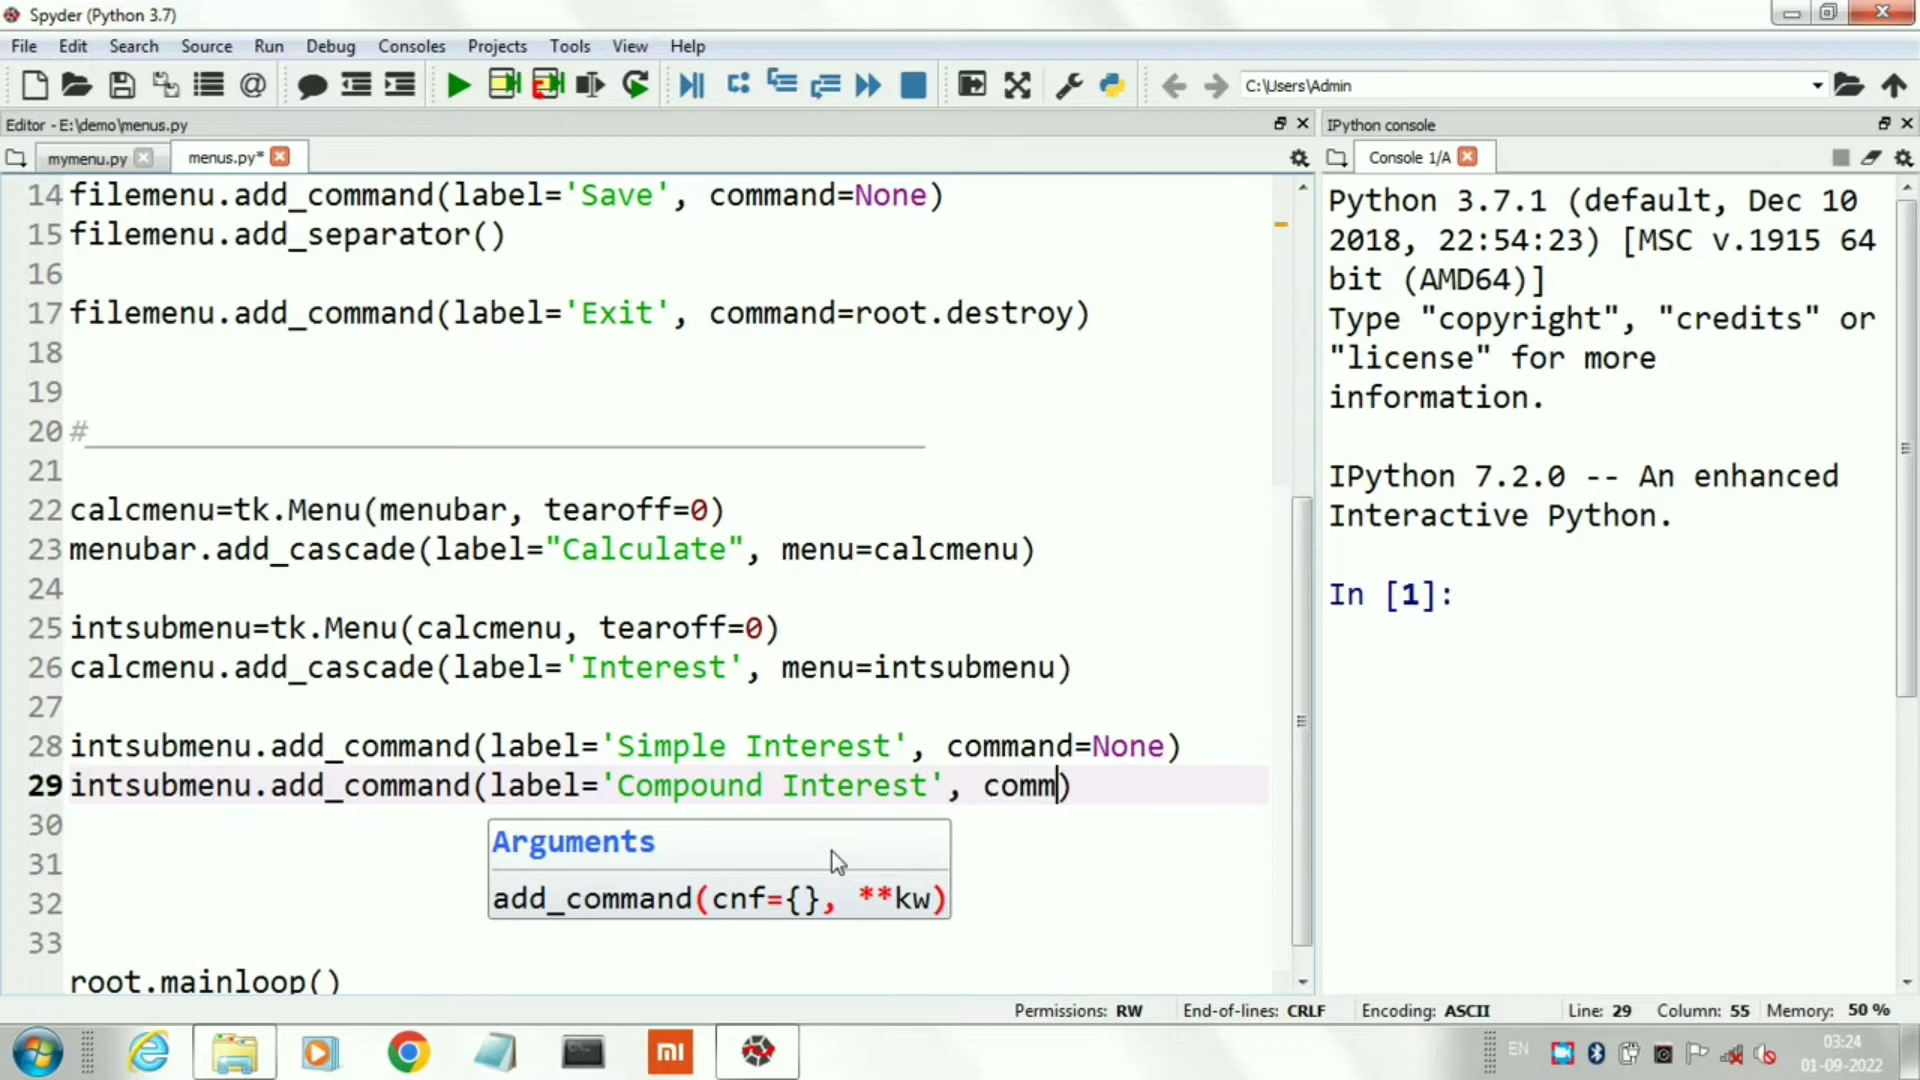 Spyder (Python 3.7)
File Edit Search Source Run Debug Consoles Projects Tools View Help
C:\Users\Admin
Editor - E:\demo\menus.py
IPython console
mymenu.py
menus.py*
Console 1/A
14 filemenu.add_command(label='Save', command=None)
15 filemenu.add_separator()
16
17 filemenu.add_command(label='Exit', command=root.destroy)
18
19
20 #______________________________________________
21
22 calcmenu=tk.Menu(menubar, tearoff=0)
23 menubar.add_cascade(label="Calculate", menu=calcmenu)
24
25 intsubmenu=tk.Menu(calcmenu, tearoff=0)
26 calcmenu.add_cascade(label='Interest', menu=intsubmenu)
27
28 intsubmenu.add_command(label='Simple Interest', command=None)
29 intsubmenu.add_command(label='Compound Interest', comm)
30
31
32
33
root.mainloop()
Arguments
add_command(cnf={}, **kw)
Python 3.7.1 (default, Dec 10
2018, 22:54:23) [MSC v.1915 64
bit (AMD64)]
Type "copyright", "credits" or
"license" for more
information.
IPython 7.2.0 -- An enhanced
Interactive Python.
In [1]:
Permissions: RW End-of-lines: CRLF Encoding: ASCII Line: 29 Column: 55 Memory: 50 %
mi
EN
03:24
01-09-2022